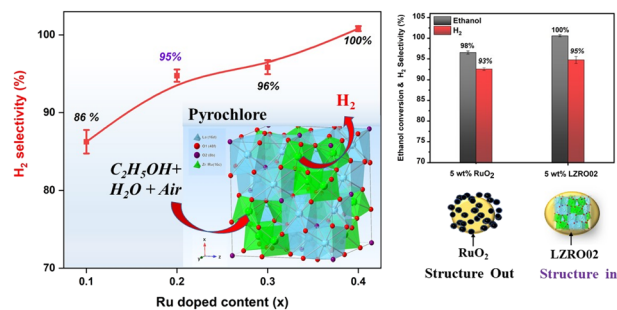 H2 selectivity (%)
100
90
80
70
0.1
0.2
0.3
0.4
Ru doped content (x)
86 %
95%
96%
100%
Pyrochlore
H2
C2H5OH+
H2O + Air
Ethanol conversion & H2 Selectivity (%)
105
100
95
90
85
80
75
70
Ethanol
H2
98%
93%
100%
95%
5 wt% RuO2
5 wt% LZRO02
RuO2
Structure Out
LZRO02
Structure in